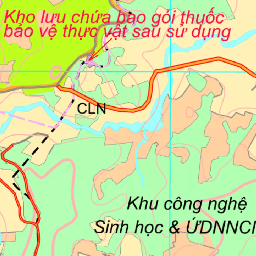 Kho lưu chứa bao gói thuốc
bảo vệ thực vật sau sử dụng
CLN
Khu công nghệ
Sinh học & ỨDNNCN